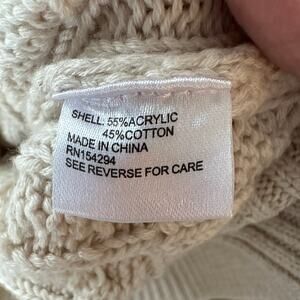 SHELL: 55%ACRYLIC
45%COTTON
MADE IN CHINA
RN154294
SEE REVERSE FOR CARE